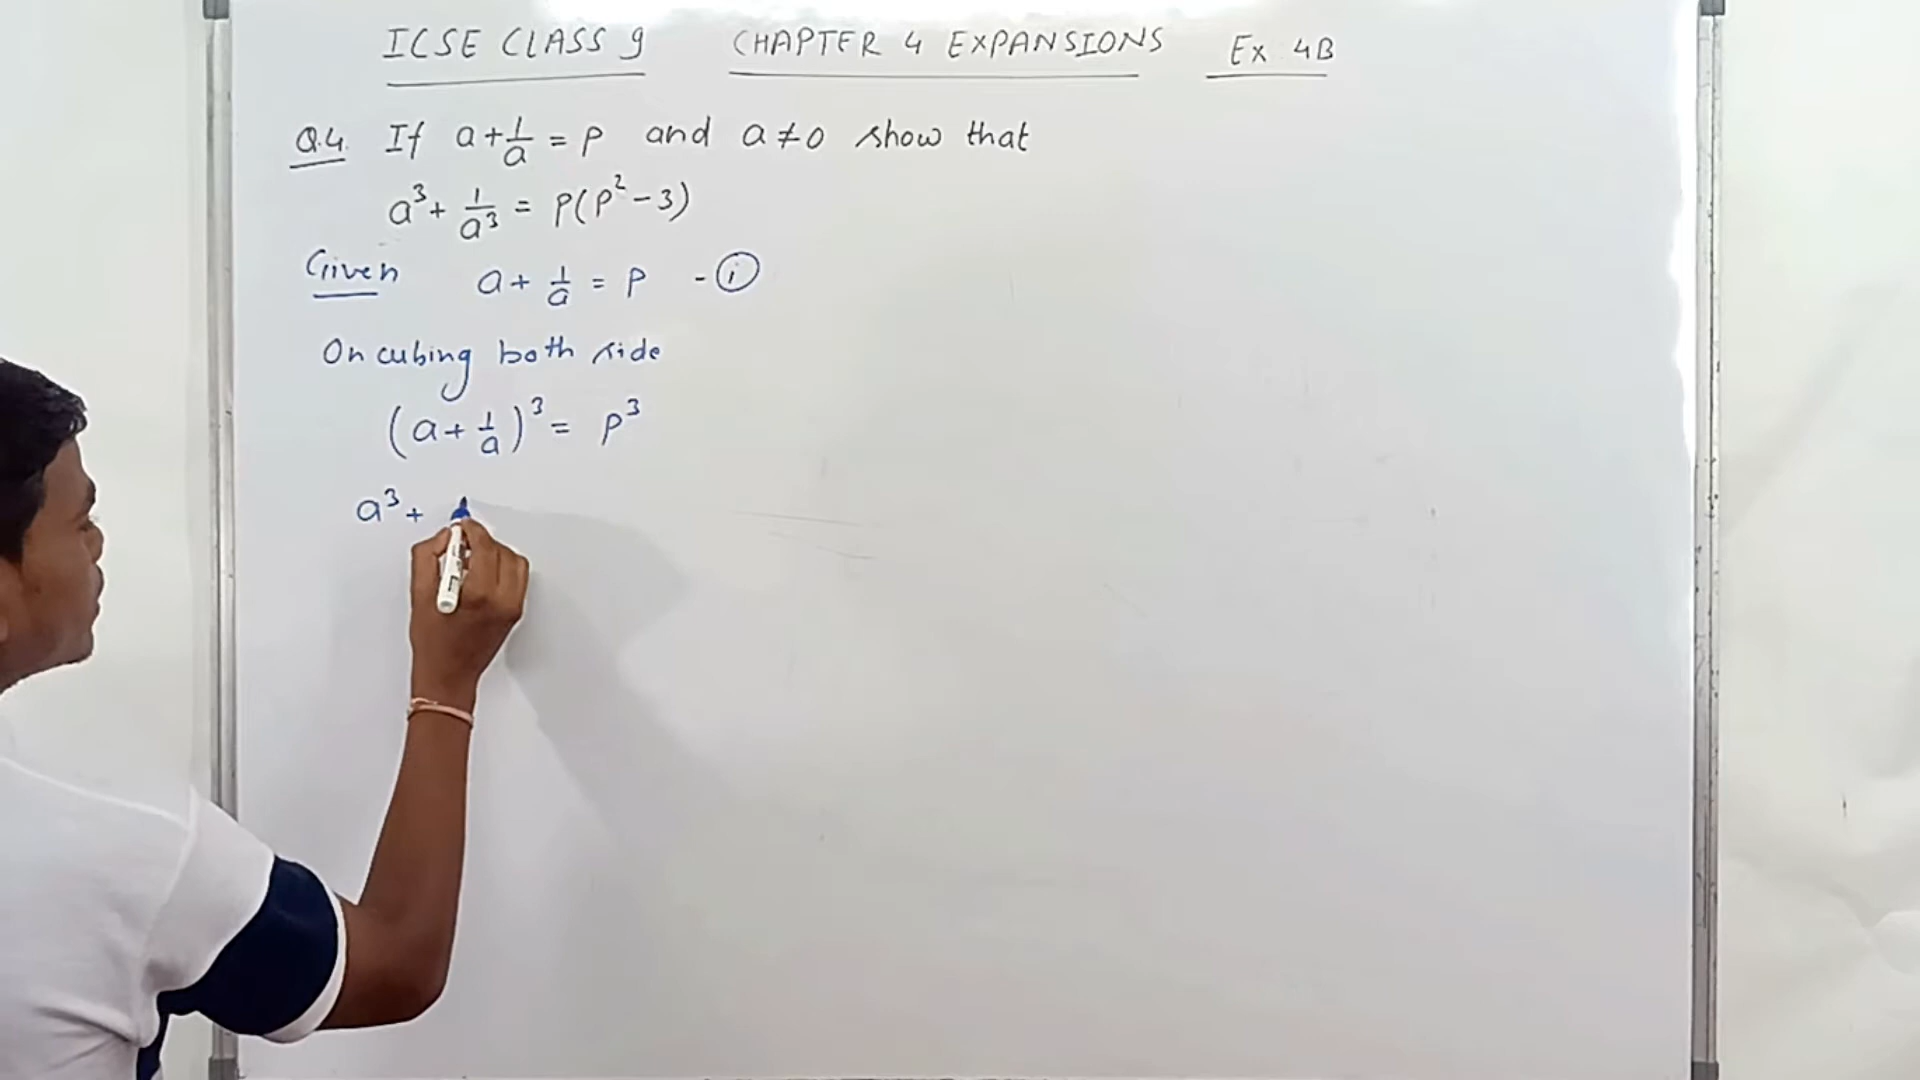 ICSE CLASS 9 CHAPTER 4 EXPANSIONS Ex 4B
Q.4. If a + 1/a = p and a ≠ 0 show that
a³ + 1/a³ = p(p² - 3)
Given a + 1/a = p - (i)
On cubing both side
(a + 1/a)³ = p³
a³ +